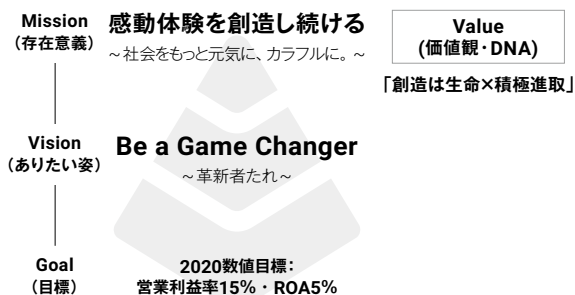 Mission
（存在意義）
感動体験を創造し続ける
～社会をもっと元気に、カラフルに。～
Value
(価値観・DNA)
「創造は生命×積極進取」
Vision
（ありたい姿）
Be a Game Changer
～革新者たれ～
Goal
（目標）
2020数値目標：
営業利益率15%・ROA5%